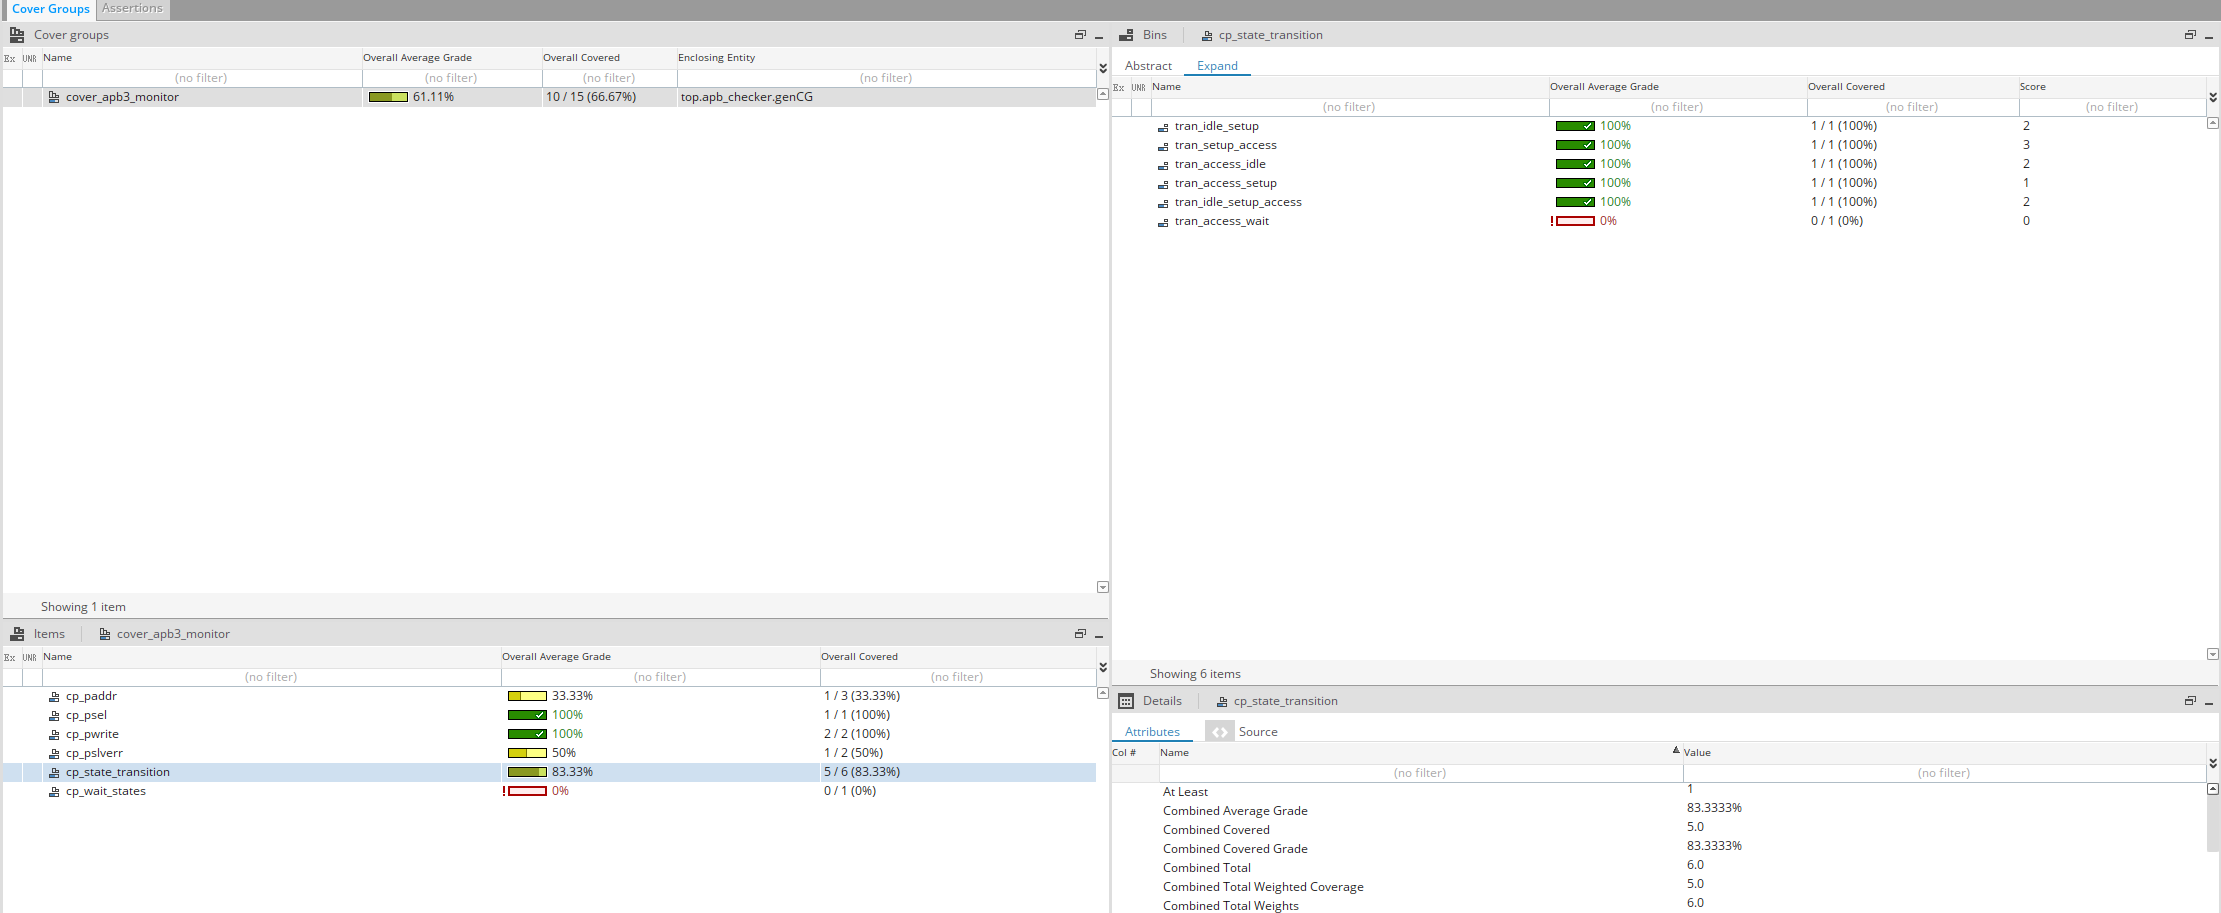 Cover Groups Assertions
Cover groups
Ex UNR Name Overall Average Grade Overall Covered Enclosing Entity
(no filter) (no filter) (no filter) (no filter)
cover_apb3_monitor 61.11% 10 / 15 (66.67%) top.apb_checker.genCG
Showing 1 item
Items cover_apb3_monitor
Ex UNR Name Overall Average Grade Overall Covered
(no filter) (no filter) (no filter)
cp_paddr 33.33% 1 / 3 (33.33%)
cp_psel 100% 1 / 1 (100%)
cp_pwrite 100% 2 / 2 (100%)
cp_pslverr 50% 1 / 2 (50%)
cp_state_transition 83.33% 5 / 6 (83.33%)
cp_wait_states ! 0% 0 / 1 (0%)
Bins cp_state_transition
Abstract Expand
Ex UNR Name Overall Average Grade Overall Covered Score
(no filter) (no filter) (no filter) (no filter)
tran_idle_setup 100% 1 / 1 (100%) 2
tran_setup_access 100% 1 / 1 (100%) 3
tran_access_idle 100% 1 / 1 (100%) 2
tran_access_setup 100% 1 / 1 (100%) 1
tran_idle_setup_access 100% 1 / 1 (100%) 2
tran_access_wait ! 0% 0 / 1 (0%) 0
Showing 6 items
Details cp_state_transition
Attributes <> Source
Col # Name Value
(no filter) (no filter)
At Least 1
Combined Average Grade 83.3333%
Combined Covered 5.0
Combined Covered Grade 83.3333%
Combined Total 6.0
Combined Total Weighted Coverage 5.0
Combined Total Weights 6.0